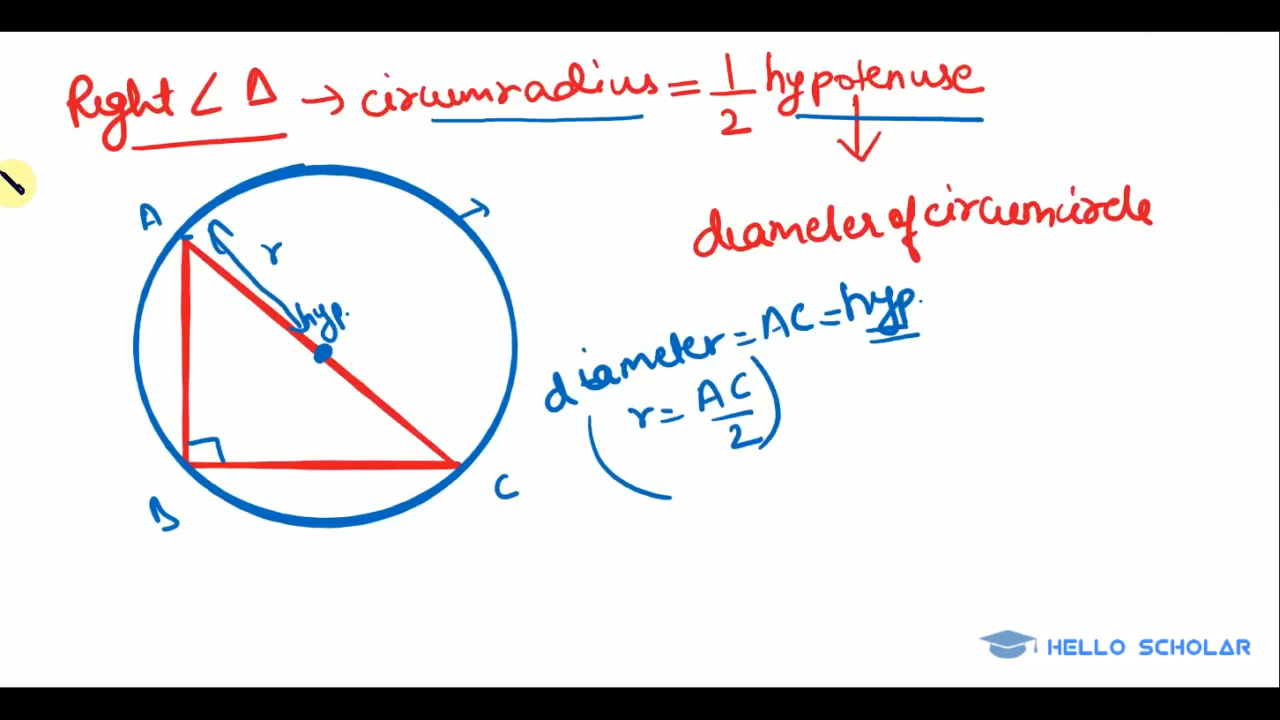 Right ∠ Δ → circumradius = 1/2 hypotenuse
diameter of circumcircle
A
r
hyp.
diameter = AC = hyp.
r = AC/2
B
C
HELLO SCHOLAR